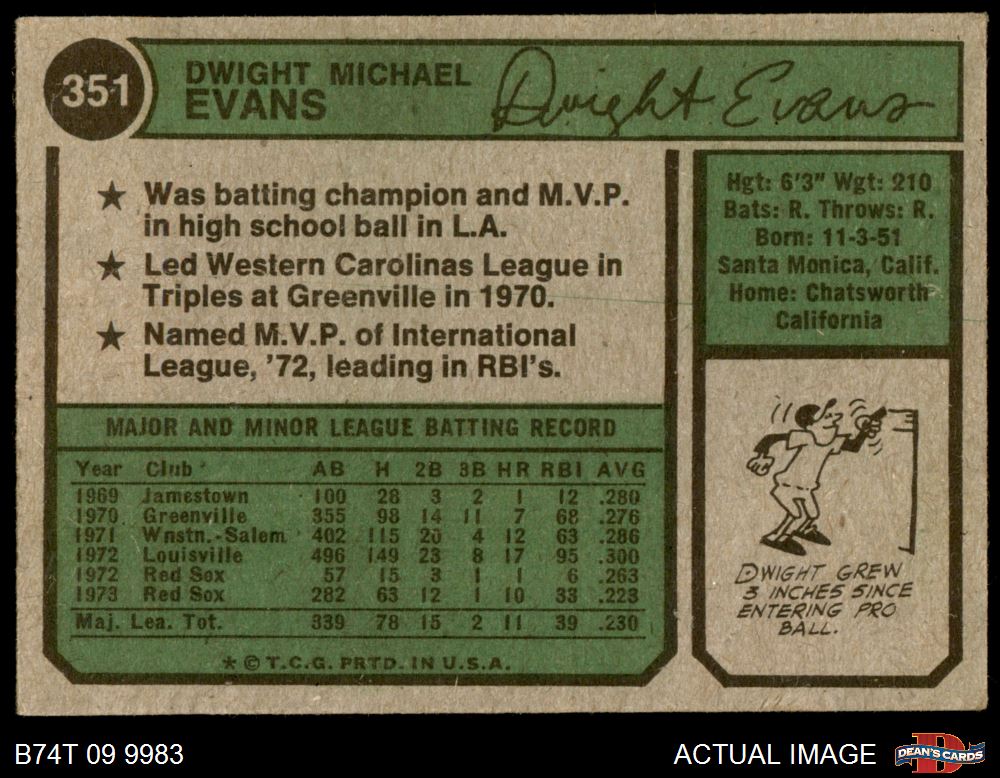 351
DWIGHT MICHAEL
EVANS
Dwight Evans
★ Was batting champion and M.V.P.
in high school ball in L.A.
★ Led Western Carolinas League in
Triples at Greenville in 1970.
★ Named M.V.P. of International
League, '72, leading in RBI's.
Hgt: 6'3" Wgt: 210
Bats: R. Throws: R.
Born: 11-3-51
Santa Monica, Calif.
Home: Chatsworth
California
MAJOR AND MINOR LEAGUE BATTING RECORD
Year Club AB H 2B 3B HR RBI AVG
1969 Jamestown 100 28 3 2 1 12 .280
1970 Greenville 355 98 14 11 7 68 .276
1971 Wnstn.-Salem 402 115 20 4 12 63 .286
1972 Louisville 496 149 23 8 17 95 .300
1972 Red Sox 57 15 3 1 1 6 .263
1973 Red Sox 282 63 12 1 10 33 .223
Maj. Lea. Tot. 339 78 15 2 11 39 .230
★ © T.C.G. PRTD. IN U.S.A.
DWIGHT GREW
3 INCHES SINCE
ENTERING PRO
BALL.
B74T 09 9983
ACTUAL IMAGE
DEAN'S CARDS